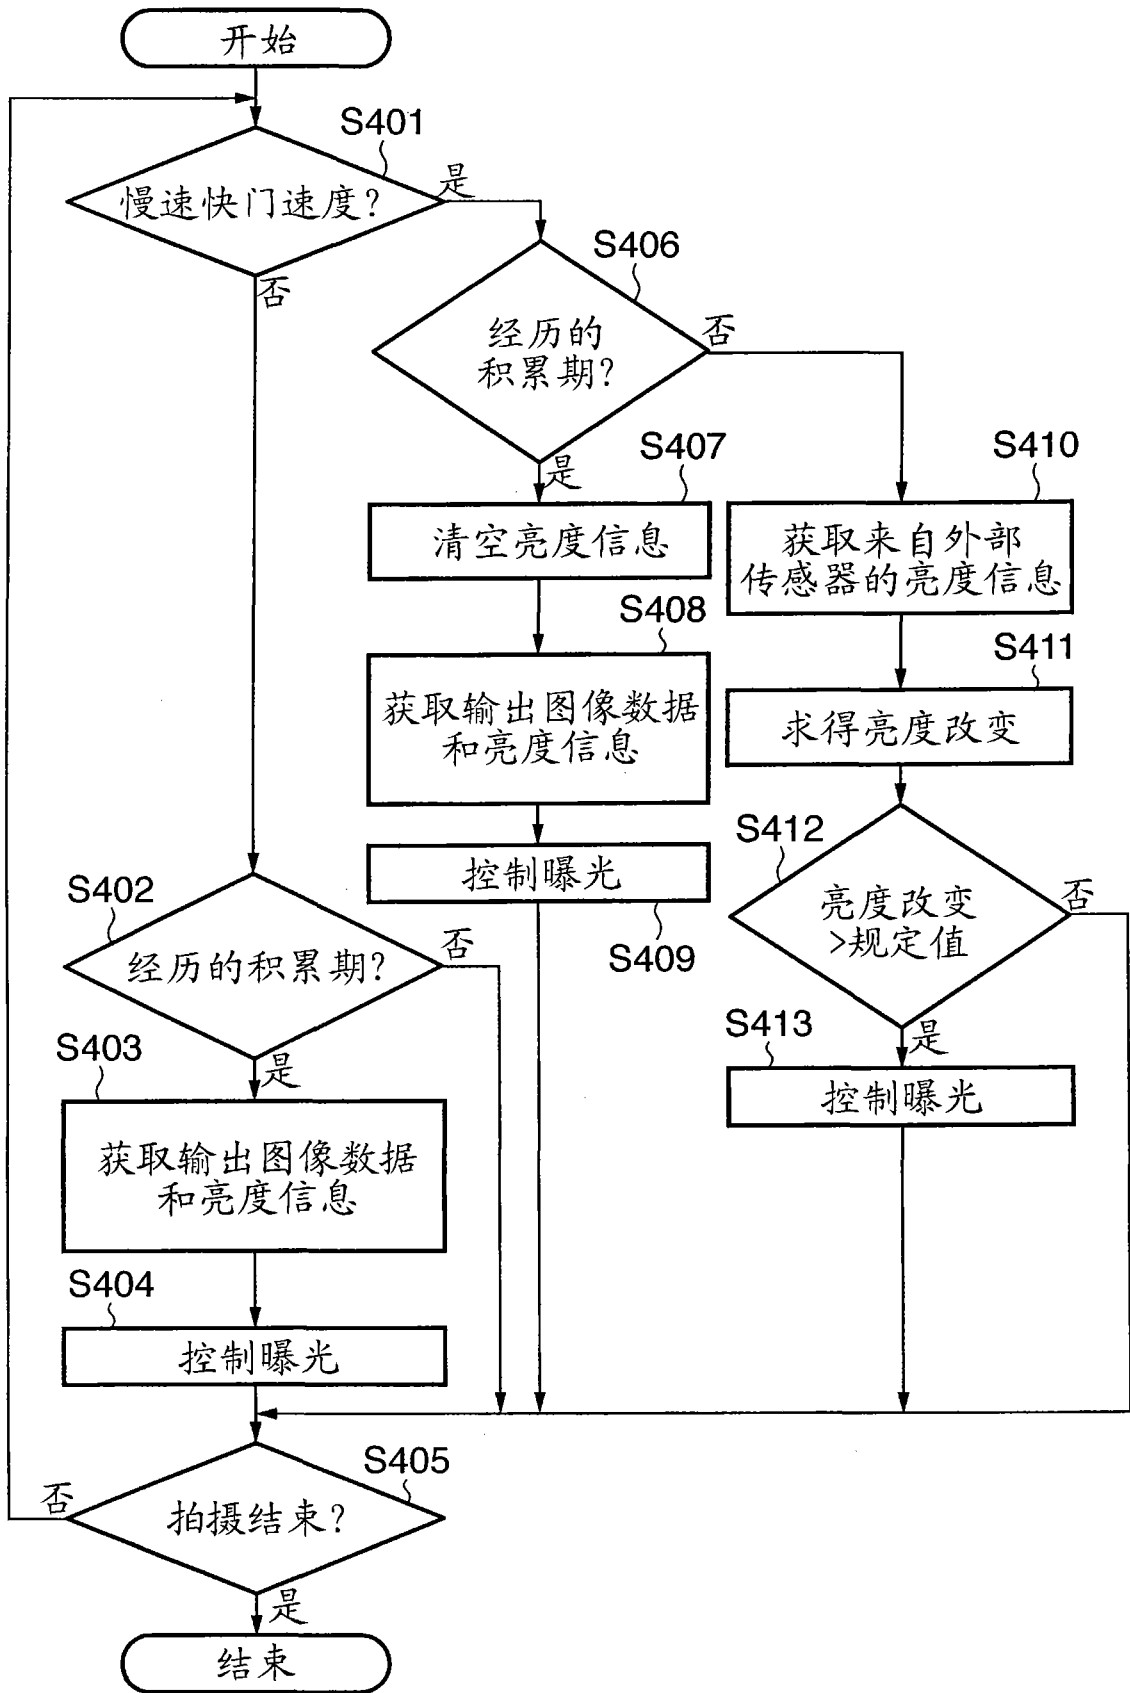 开始
S401
慢速快门速度?
是
否
S406
经历的
积累期?
否
是
S407
清空亮度信息
S410
获取来自外部
传感器的亮度信息
S408
获取输出图像数据
和亮度信息
S411
求得亮度改变
控制曝光
S409
S412
亮度改变
>规定值
否
是
S402
经历的积累期?
否
是
S413
控制曝光
S403
获取输出图像数据
和亮度信息
S404
控制曝光
S405
拍摄结束?
否
是
结束